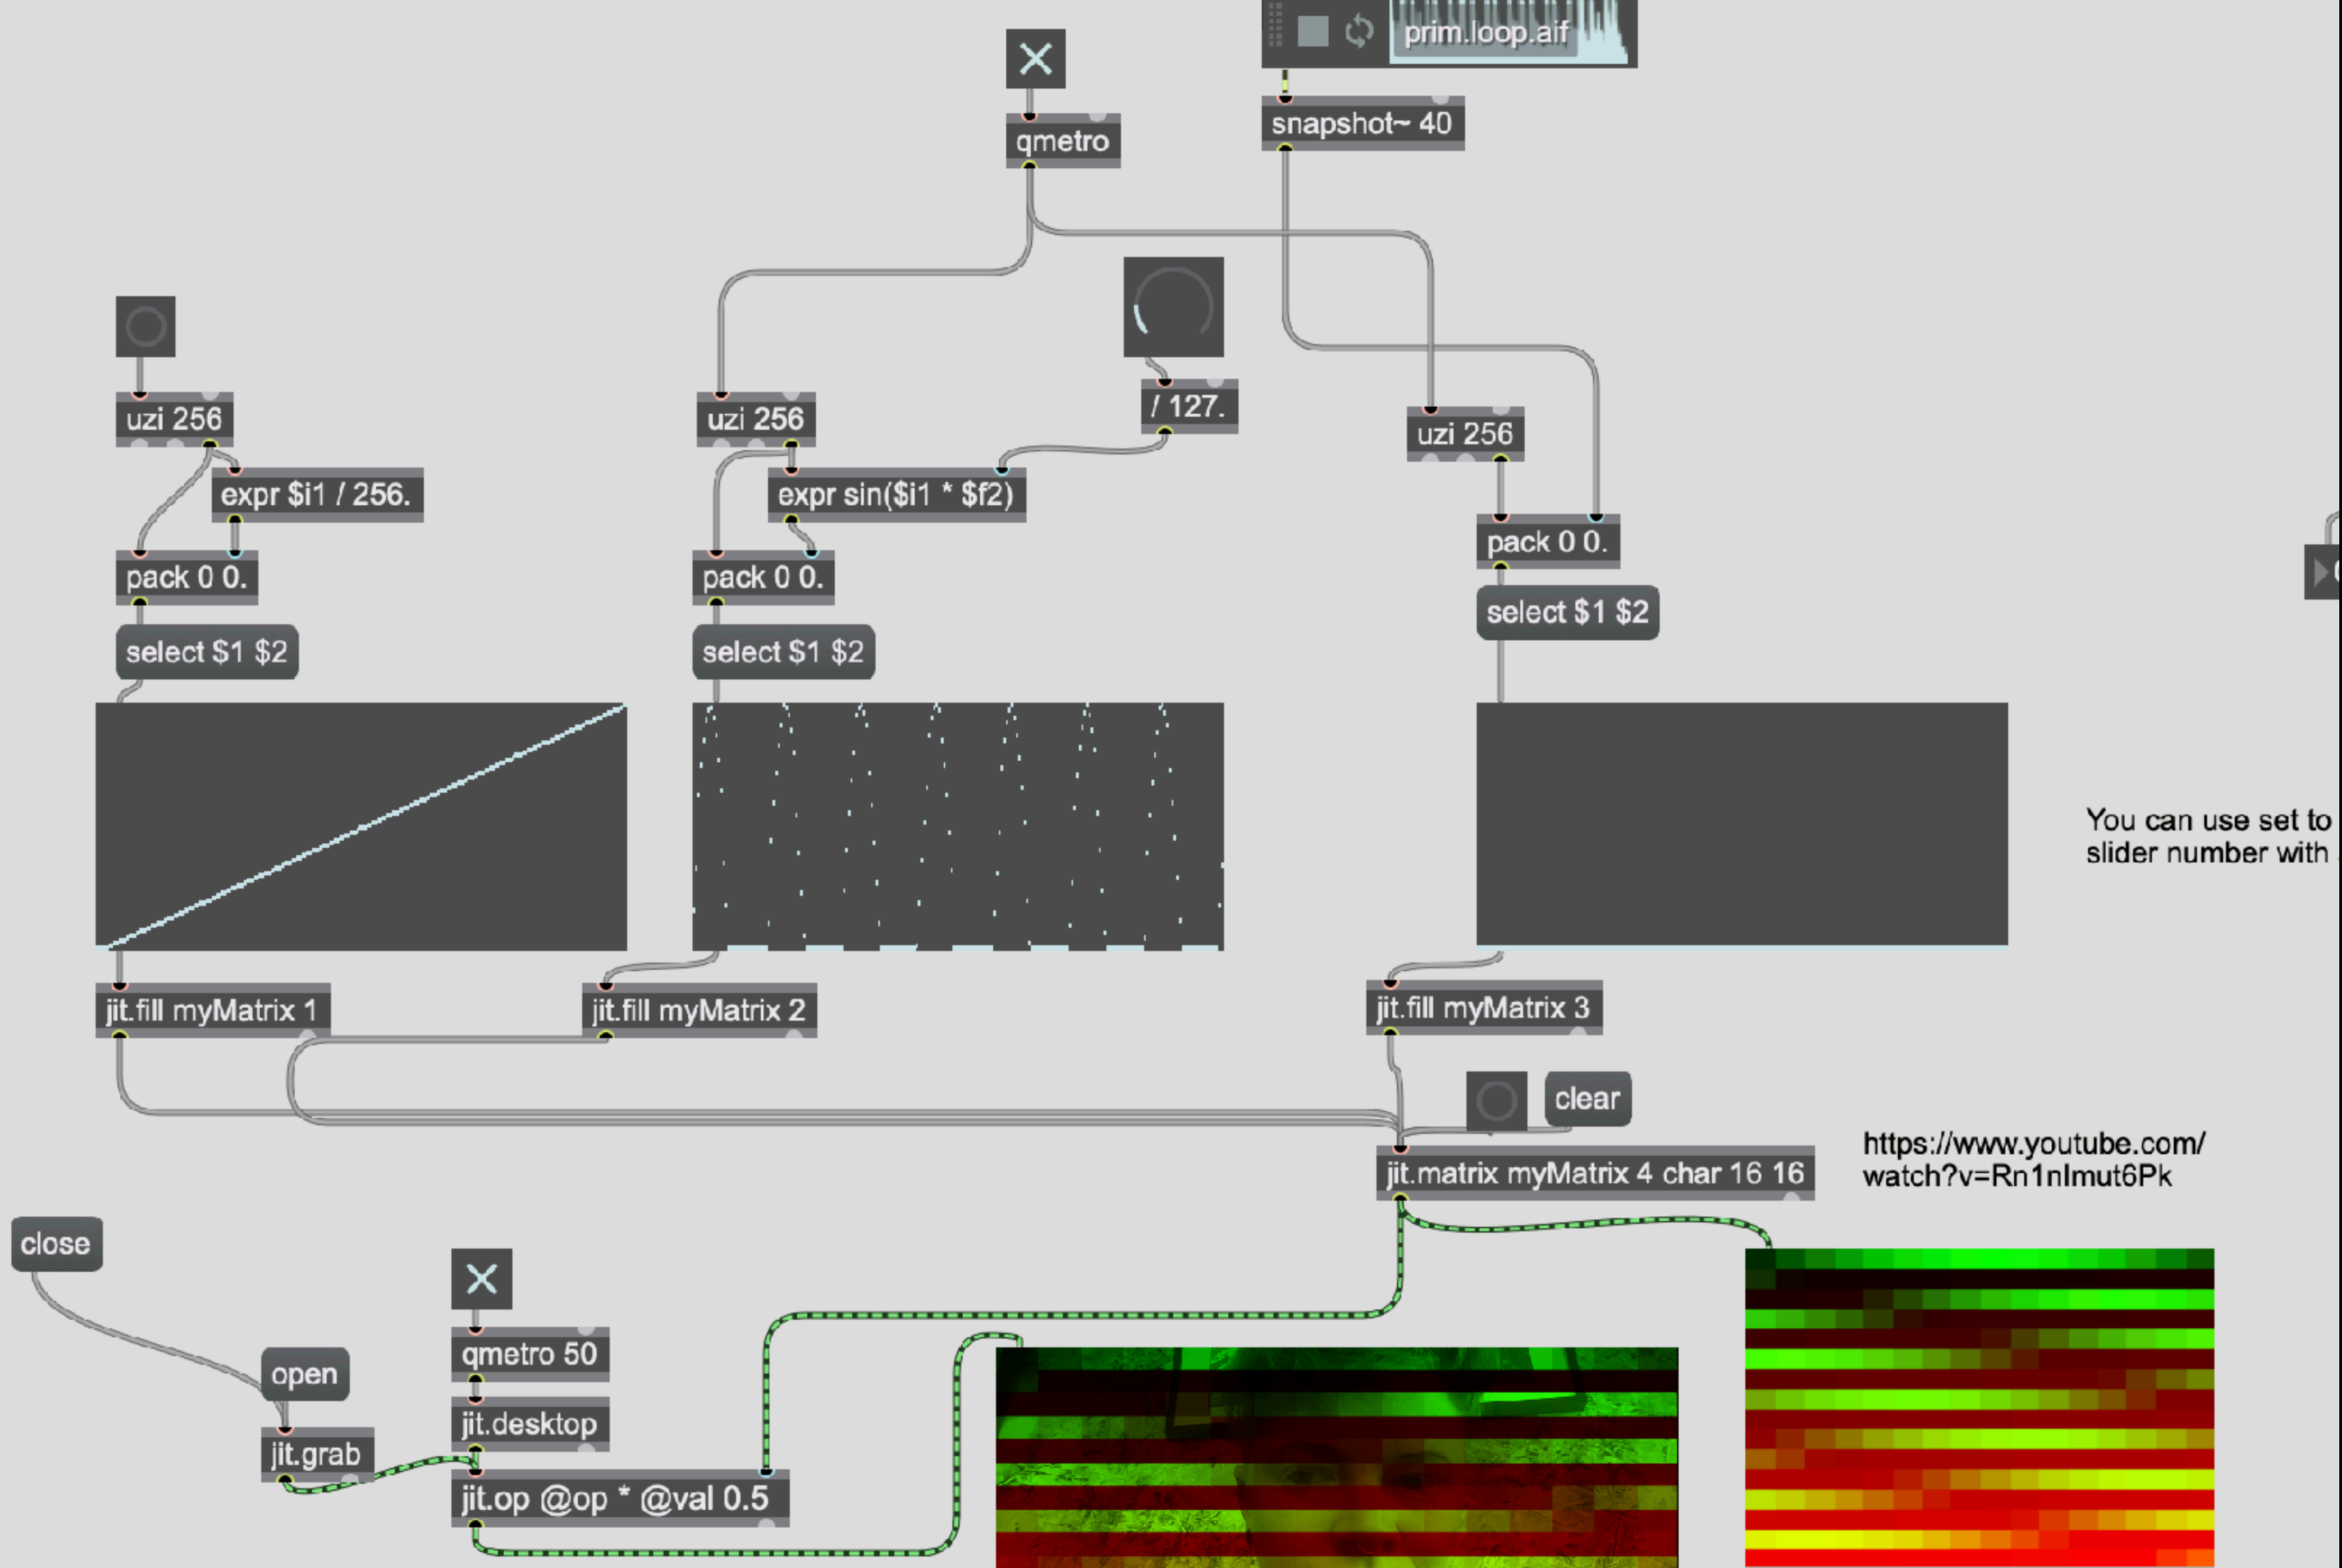 prim.loop.aif
qmetro
snapshot~ 40
/ 127.
uzi 256
uzi 256
uzi 256
expr $i1 / 256.
expr sin($i1 * $f2)
pack 0 0.
pack 0 0.
pack 0 0.
select $1 $2
select $1 $2
select $1 $2
You can use set to
slider number with
jit.fill myMatrix 1
jit.fill myMatrix 2
jit.fill myMatrix 3
clear
jit.matrix myMatrix 4 char 16 16
https://www.youtube.com/
watch?v=Rn1nImut6Pk
close
qmetro 50
open
jit.desktop
jit.grab
jit.op @op * @val 0.5